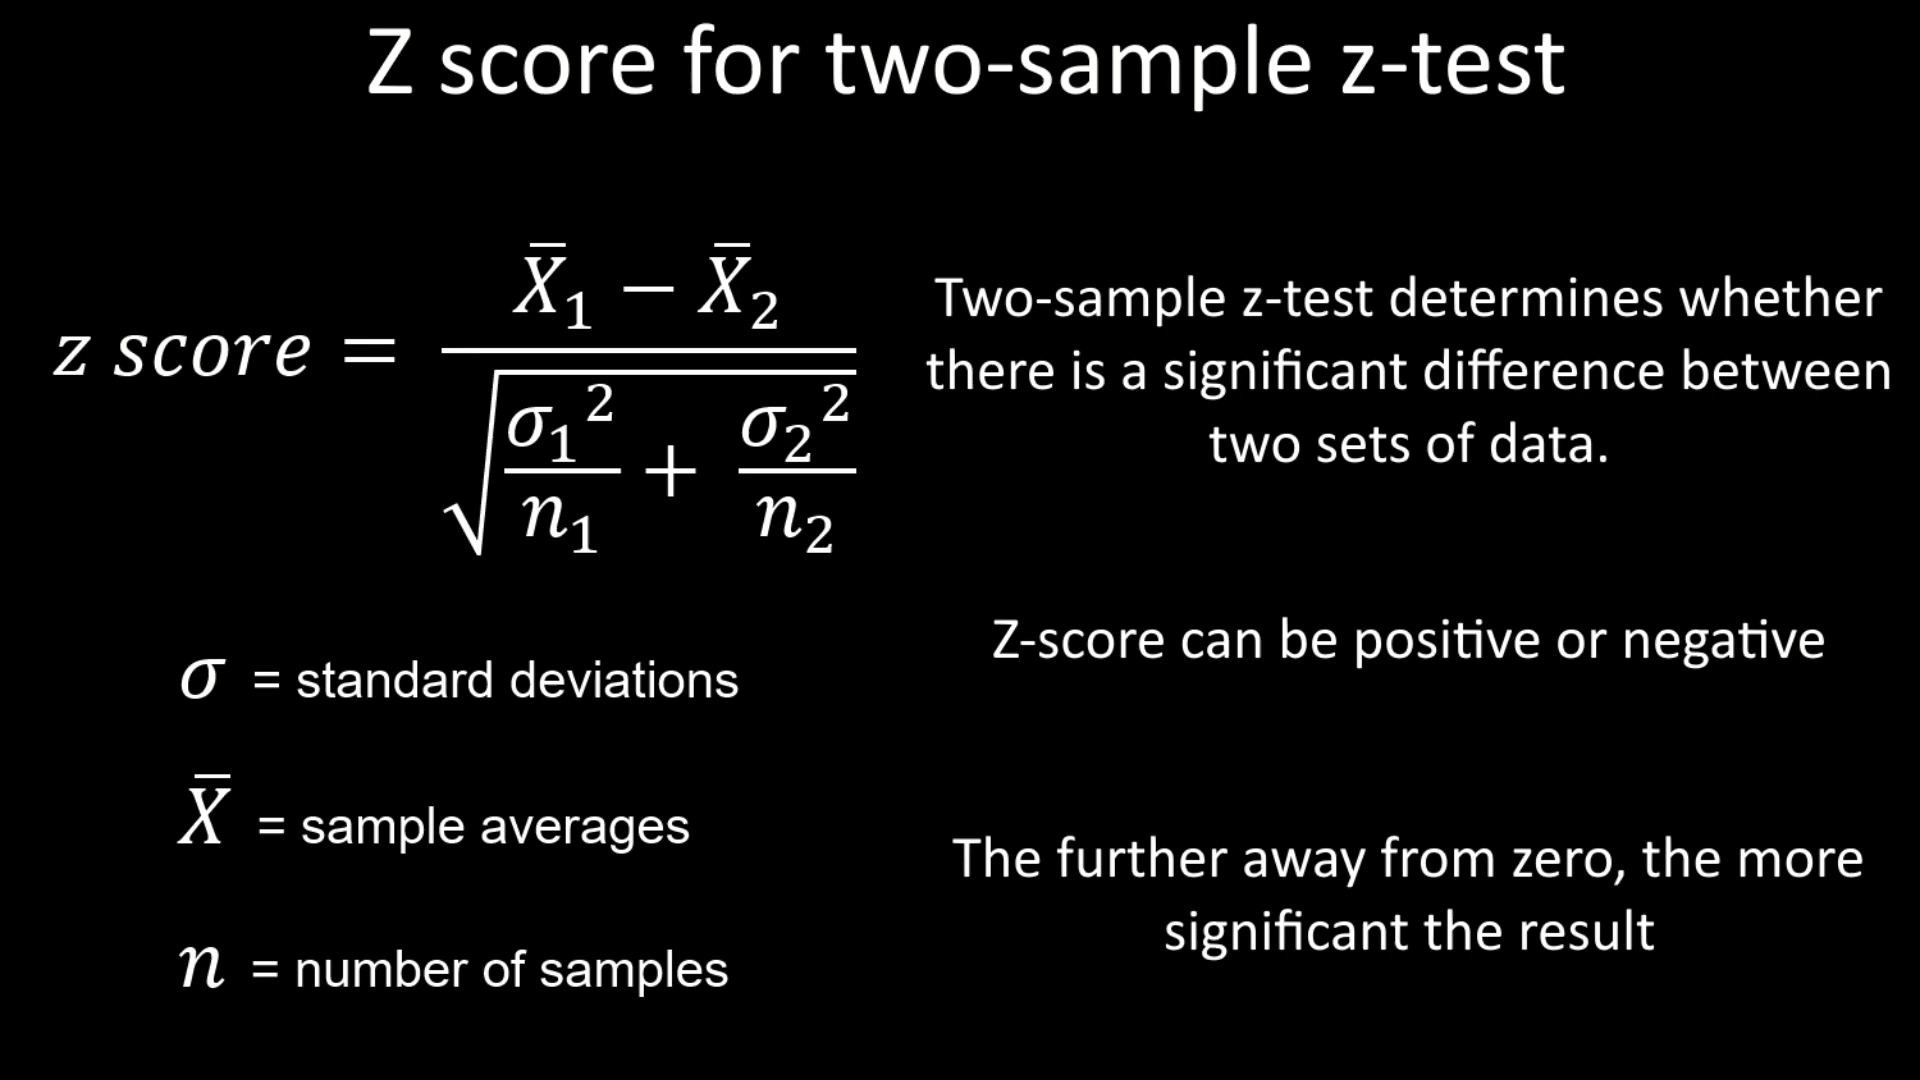 Z score for two-sample z-test
z score = (X̅₁ − X̅₂) / √(σ₁²/n₁ + σ₂²/n₂)
σ = standard deviations
X̅ = sample averages
n = number of samples
Two-sample z-test determines whether
there is a significant difference between
two sets of data.
Z-score can be positive or negative
The further away from zero, the more
significant the result